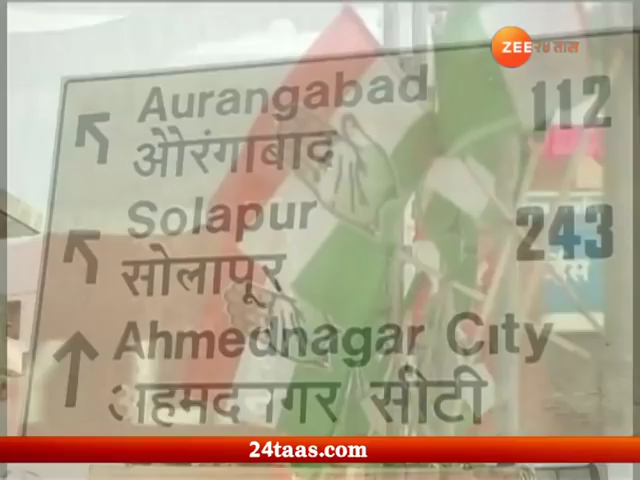 ZEE २४ तास
Aurangabad 112
औरंगाबाद
Solapur 243
सोलापूर
Ahmednagar City
अहमदनगर सीटी
24taas.com